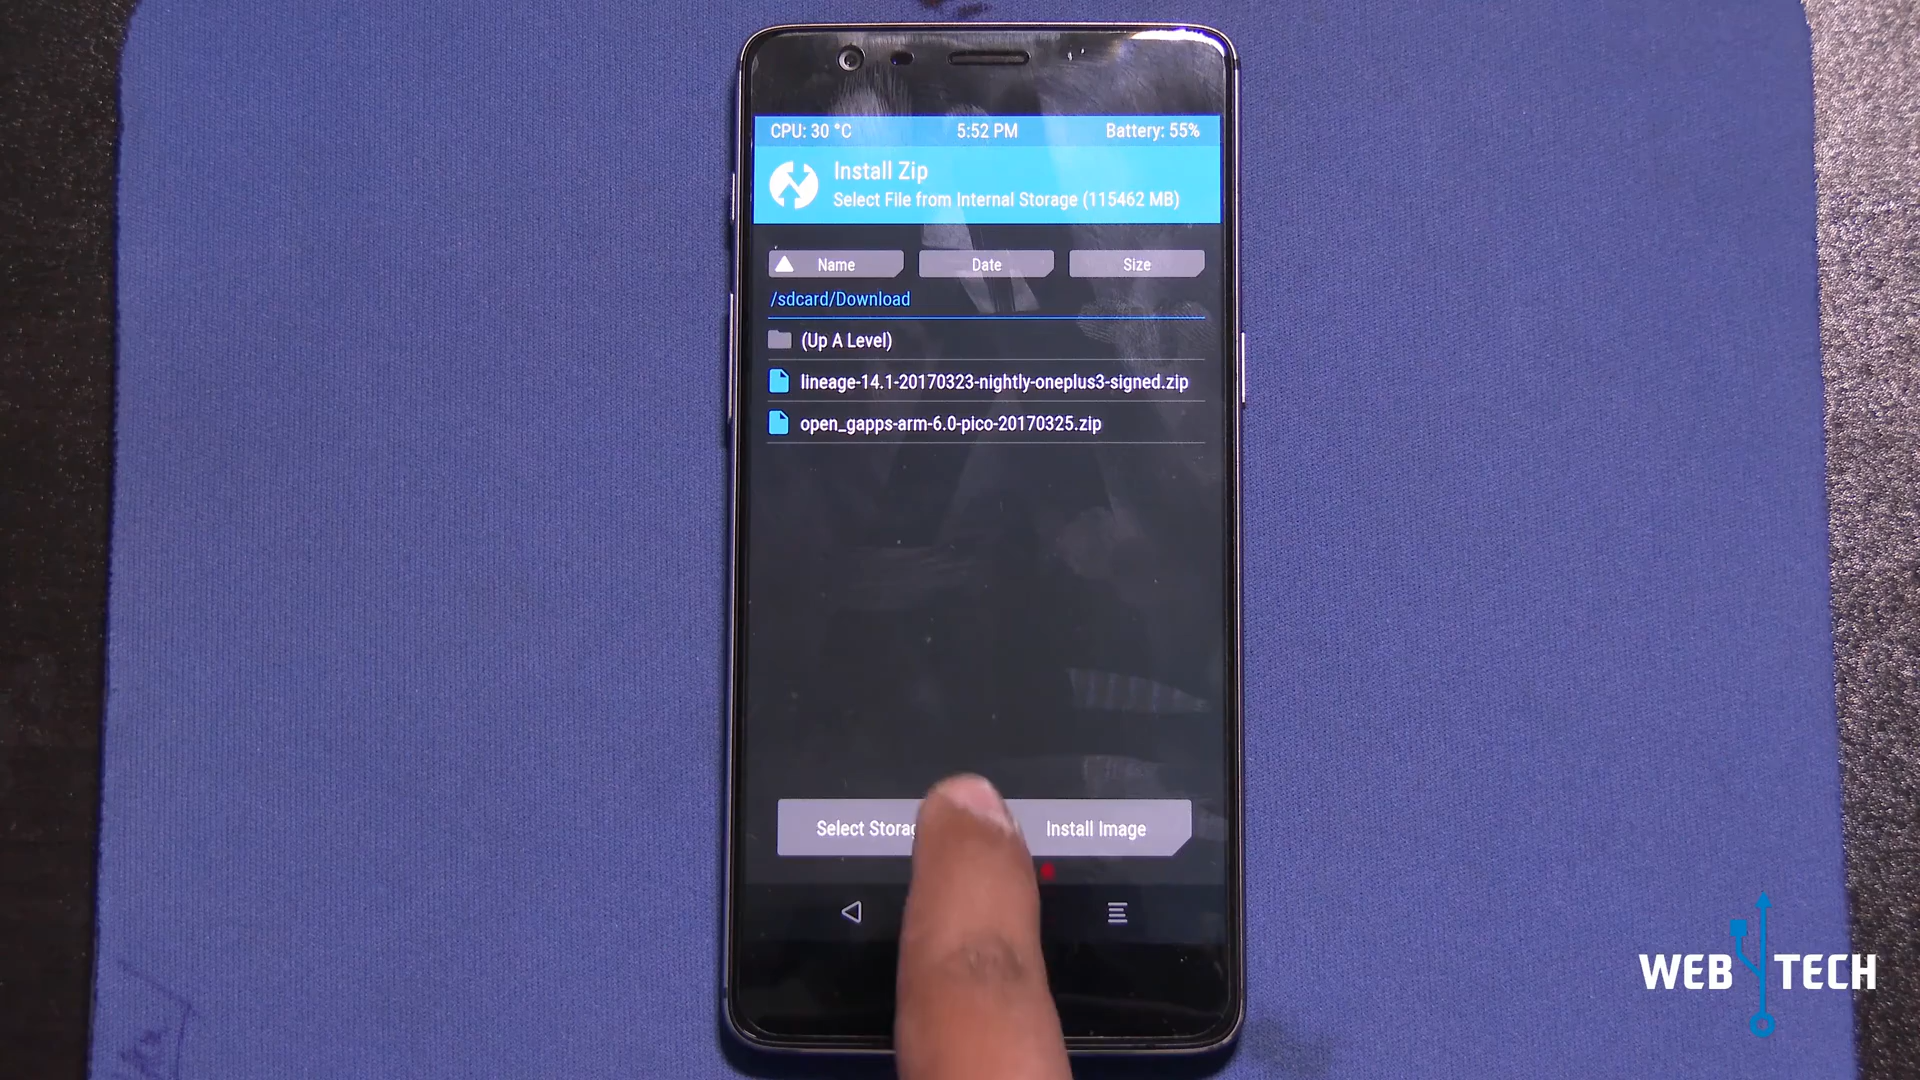 CPU: 30 °C 5:52 PM Battery: 55%
Install Zip
Select File from Internal Storage (115462 MB)
Name Date Size
/sdcard/Download
(Up A Level)
lineage-14.1-20170323-nightly-oneplus3-signed.zip
open_gapps-arm-6.0-pico-20170325.zip
Select Storag Install Image
WEB TECH